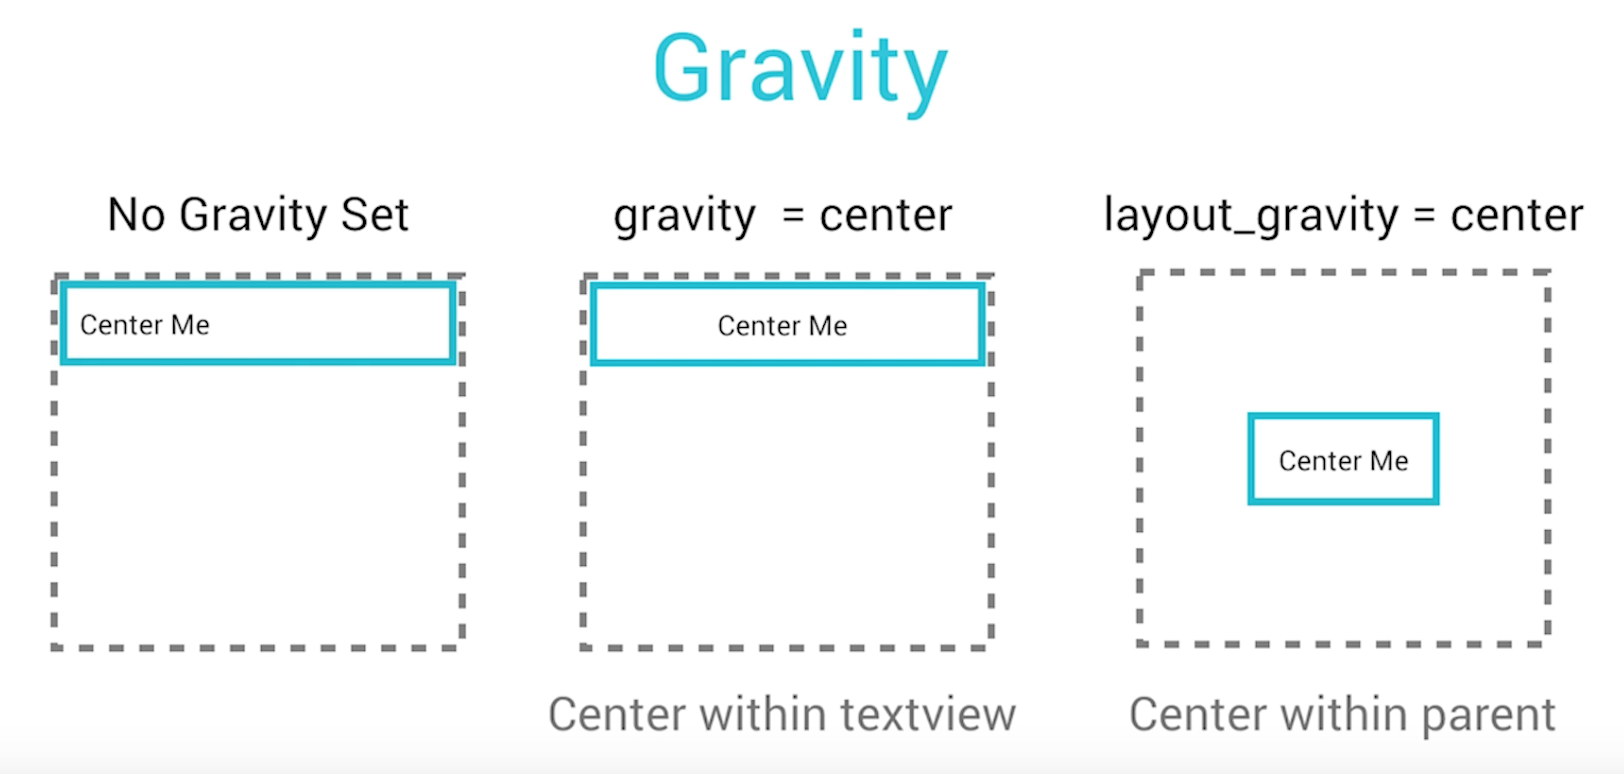 Gravity
No Gravity Set
gravity = center
layout_gravity = center
Center Me
Center Me
Center Me
Center within textview
Center within parent